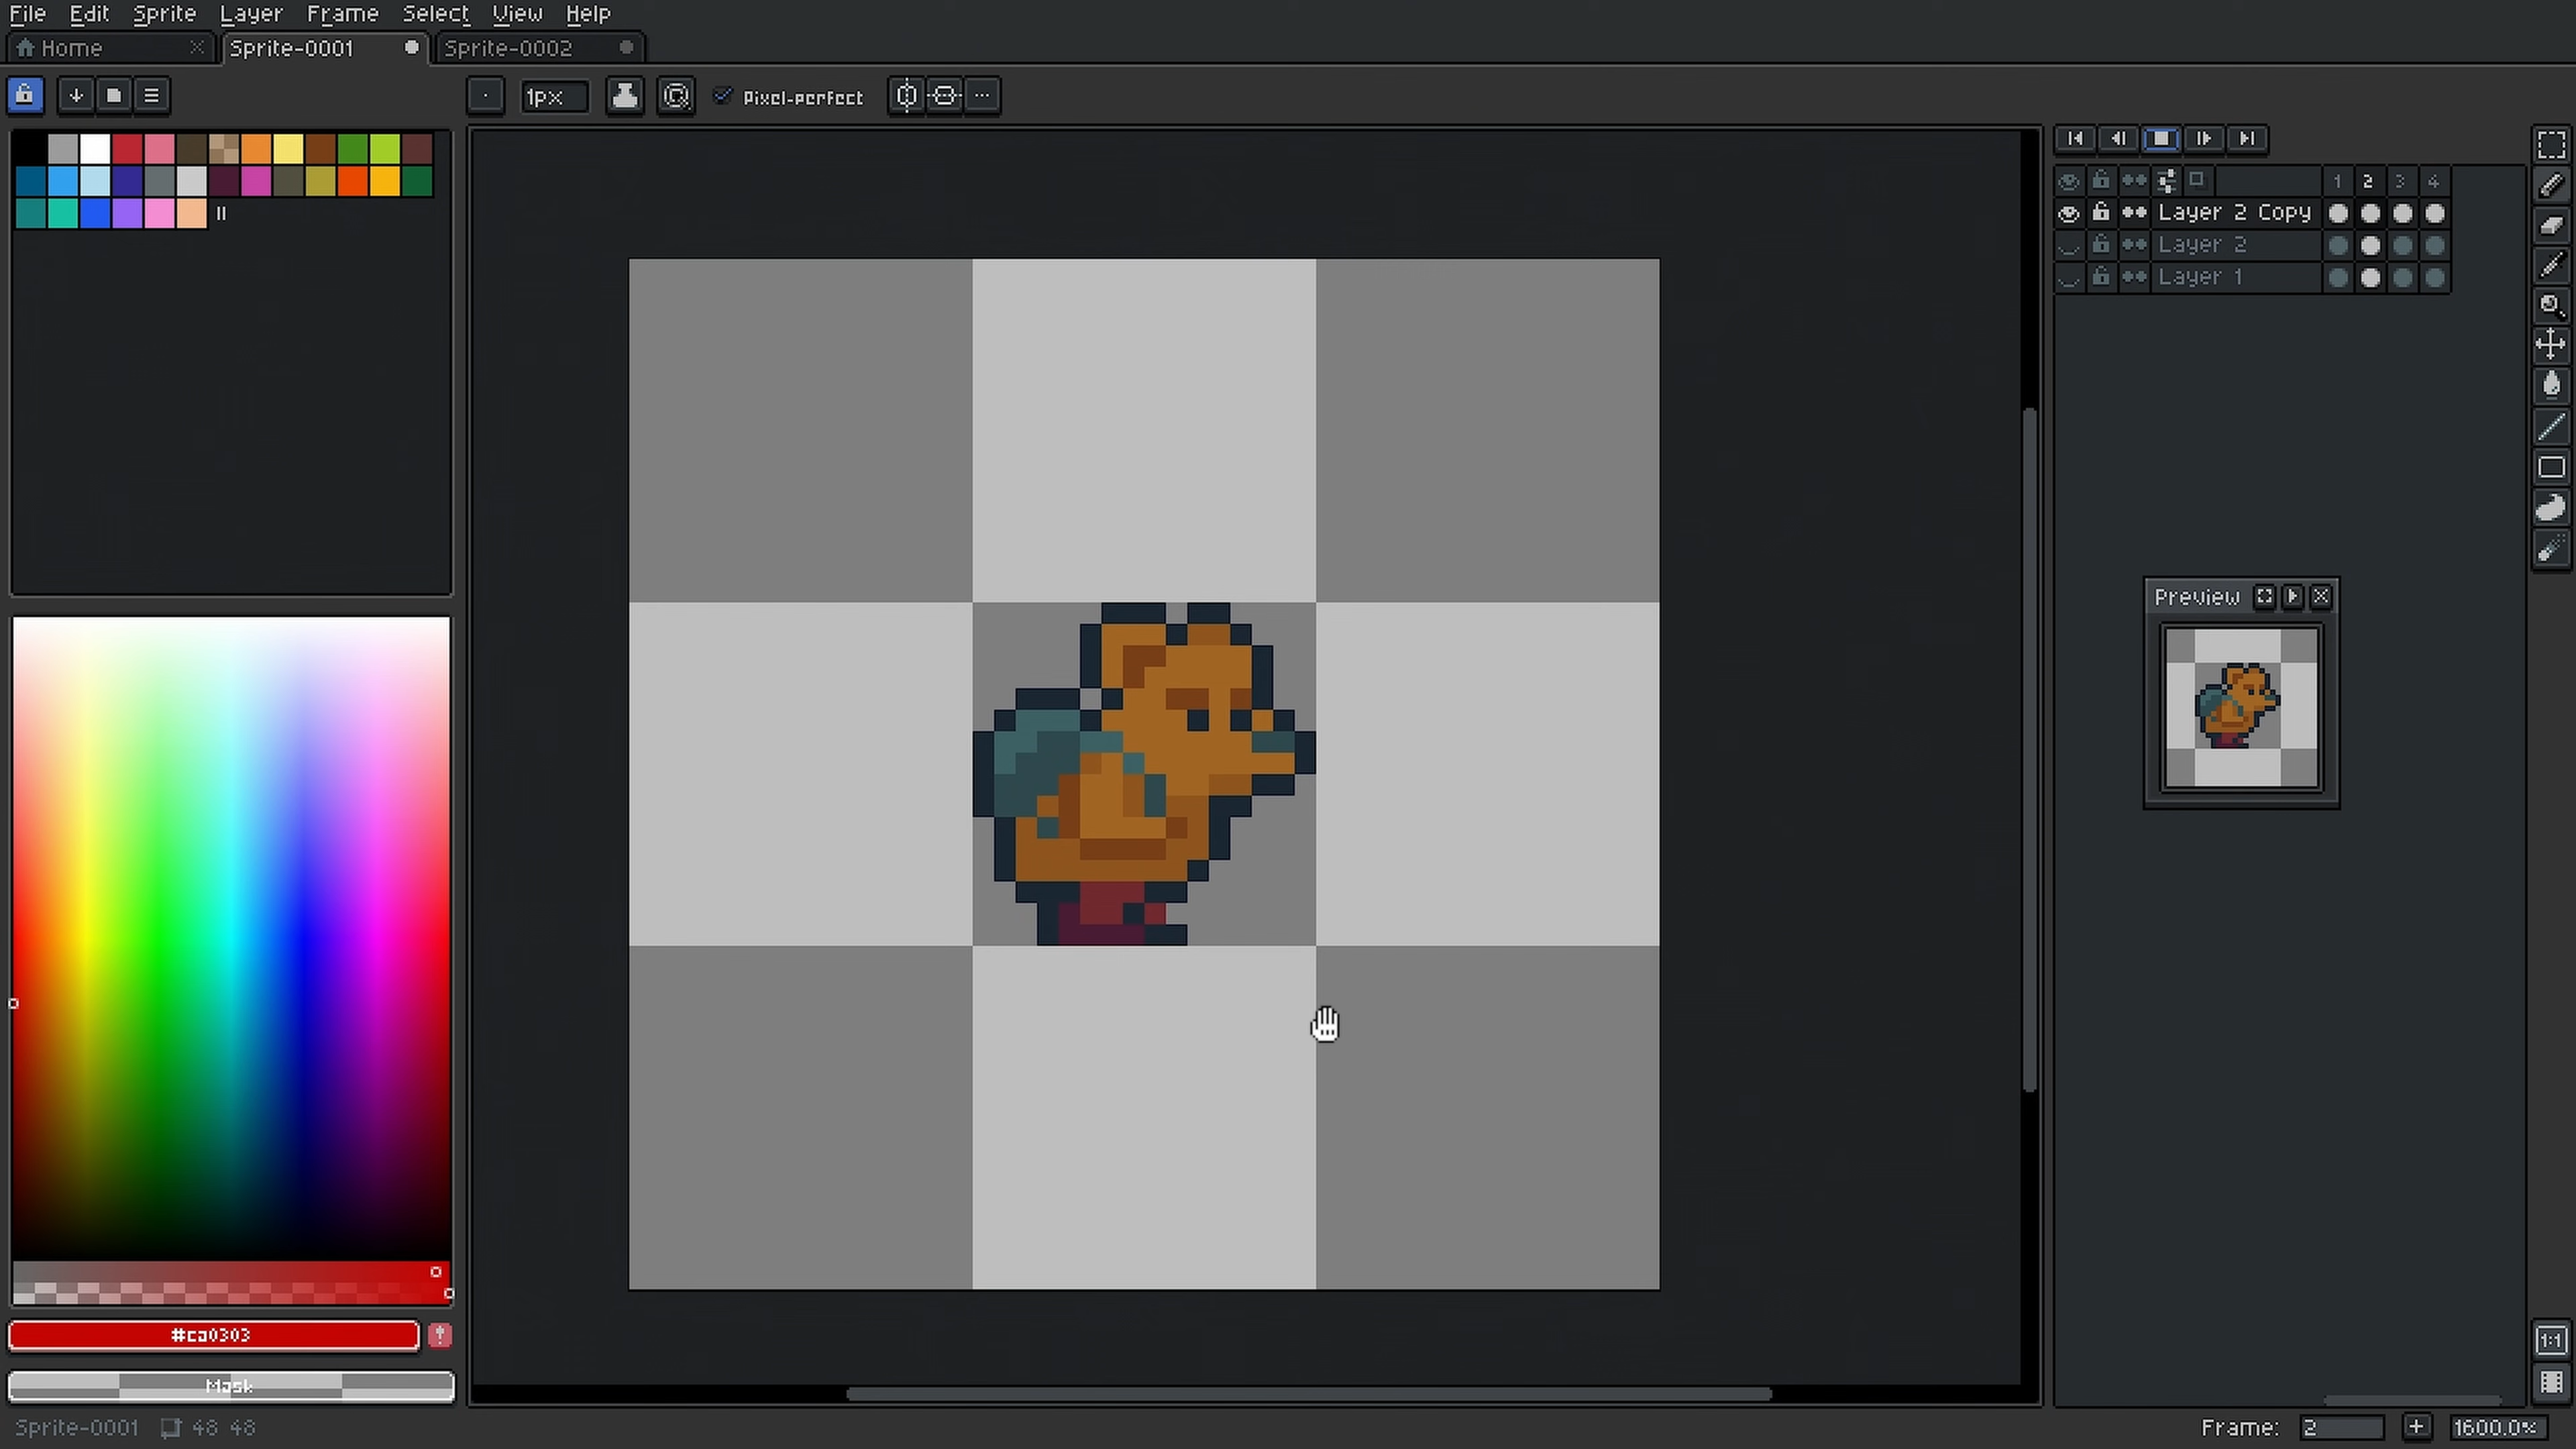 File Edit Sprite Layer Frame Select View Help
Home Sprite-0001 Sprite-0002
1px Pixel-perfect
1 2 3 4
Layer 2 Copy
Layer 2
Layer 1
Preview
#ca0303
Mask
1:1
Sprite-0001 48 48
Frame: 2 1600.0%